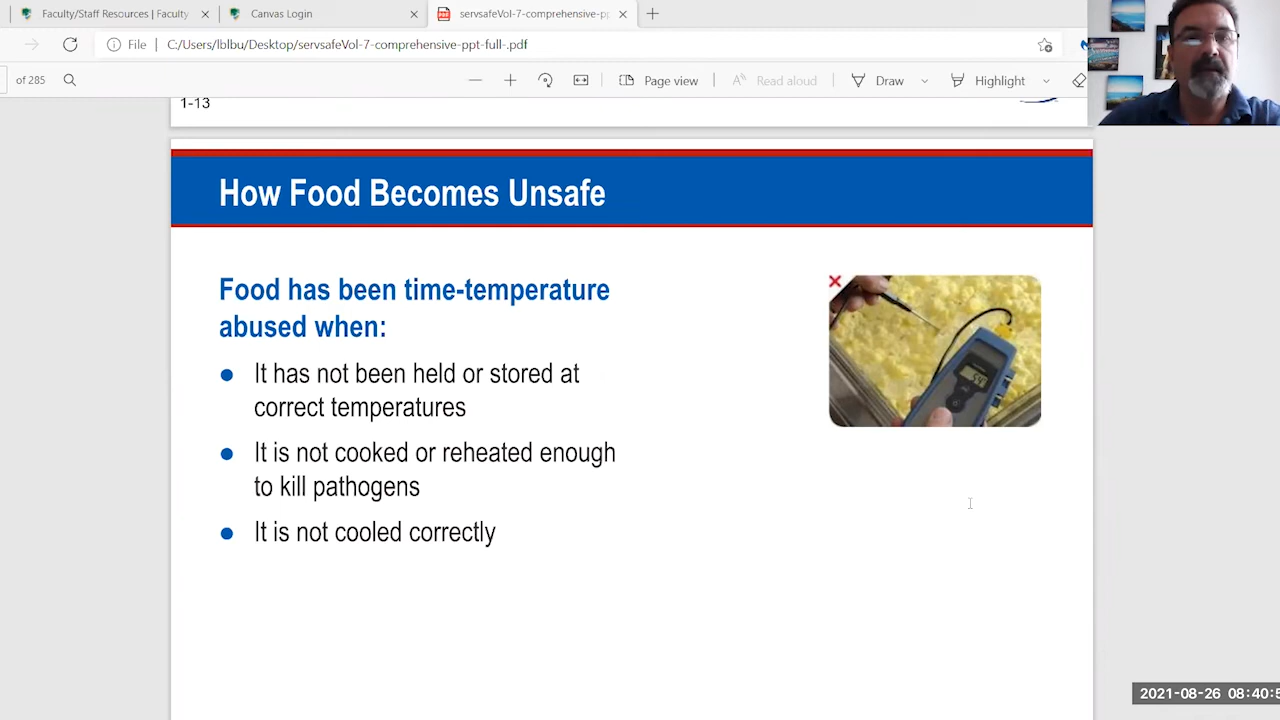 Faculty/Staff Resources | Faculty
Canvas Login
servsafeVol-7-comprehensive-pp
File
C:/Users/lblbu/Desktop/servsafeVol-7-comprehensive-ppt-full-.pdf
of 285
Page view
Read aloud
Draw
Highlight
1-13
How Food Becomes Unsafe
Food has been time-temperature
abused when:
It has not been held or stored at
correct temperatures
It is not cooked or reheated enough
to kill pathogens
It is not cooled correctly
2021-08-26 08:40:5